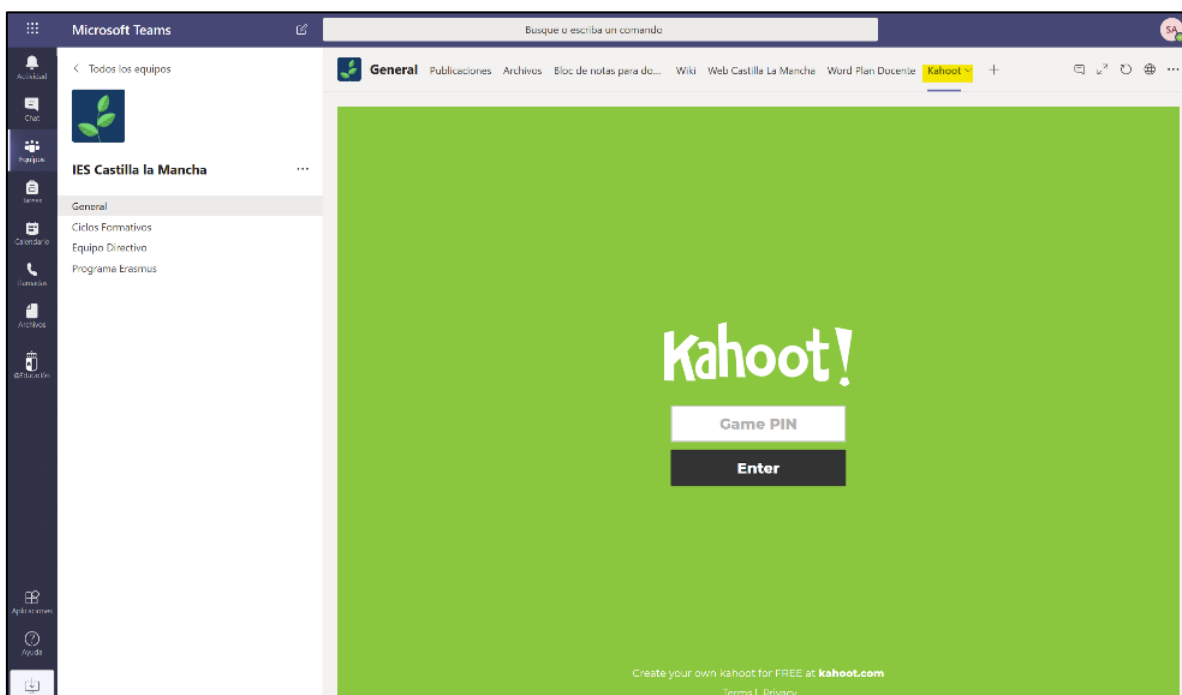 Microsoft Teams
Busque o escriba un comando
SA
Actividad
Chat
Equipos
Tareas
Calendario
Llamadas
Archivos
@Educación
Aplicaciones
Ayuda
Todos los equipos
IES Castilla la Mancha
General
Ciclos Formativos
Equipo Directivo
Programa Erasmus
General Publicaciones Archivos Bloc de notas para do... Wiki Web Castilla La Mancha Word Plan Docente Kahoot
Kahoot!
Game PIN
Enter
Create your own kahoot for FREE at kahoot.com
Terms | Privacy